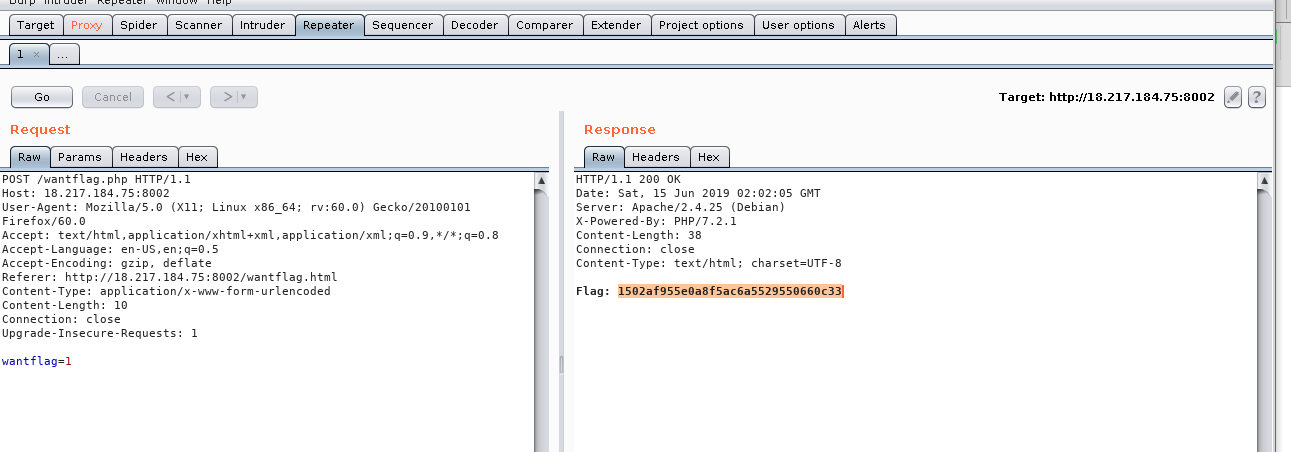 Burp Intruder Repeater Window Help
Target Proxy Spider Scanner Intruder Repeater Sequencer Decoder Comparer Extender Project options User options Alerts
1 × ...
Go Cancel < ▾ > ▾ Target: http://18.217.184.75:8002 ?
Request
Raw Params Headers Hex
POST /wantflag.php HTTP/1.1
Host: 18.217.184.75:8002
User-Agent: Mozilla/5.0 (X11; Linux x86_64; rv:60.0) Gecko/20100101
Firefox/60.0
Accept: text/html,application/xhtml+xml,application/xml;q=0.9,*/*;q=0.8
Accept-Language: en-US,en;q=0.5
Accept-Encoding: gzip, deflate
Referer: http://18.217.184.75:8002/wantflag.html
Content-Type: application/x-www-form-urlencoded
Content-Length: 10
Connection: close
Upgrade-Insecure-Requests: 1
wantflag=1
Response
Raw Headers Hex
HTTP/1.1 200 OK
Date: Sat, 15 Jun 2019 02:02:05 GMT
Server: Apache/2.4.25 (Debian)
X-Powered-By: PHP/7.2.1
Content-Length: 38
Connection: close
Content-Type: text/html; charset=UTF-8
Flag: 1502af955e0a8f5ac6a5529550660c33